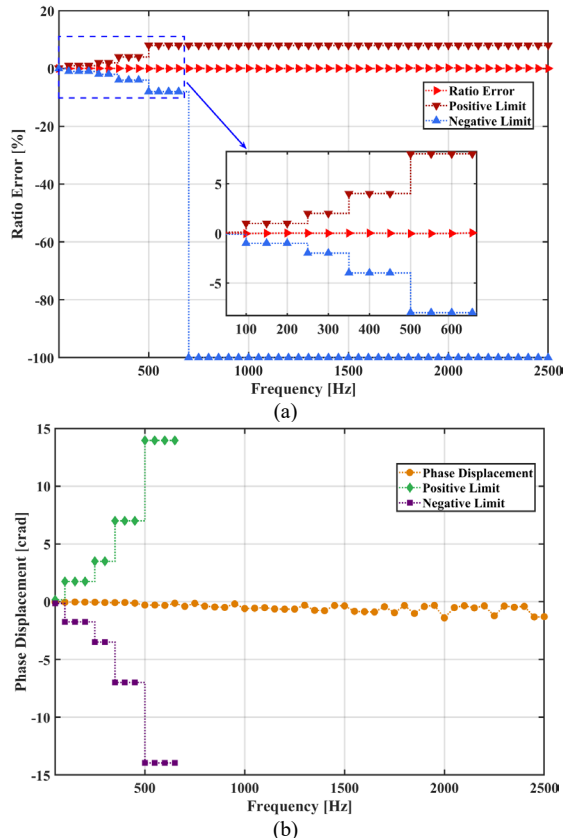 20
0
-20
-40
-60
-80
-100
Ratio Error [%]
Ratio Error
Positive Limit
Negative Limit
5
0
-5
100 200 300 400 500 600
500 1000 1500 2000 2500
Frequency [Hz]
(a)
15
10
5
0
-5
-10
-15
Phase Displacement [crad]
Phase Displacement
Positive Limit
Negative Limit
500 1000 1500 2000 2500
Frequency [Hz]
(b)